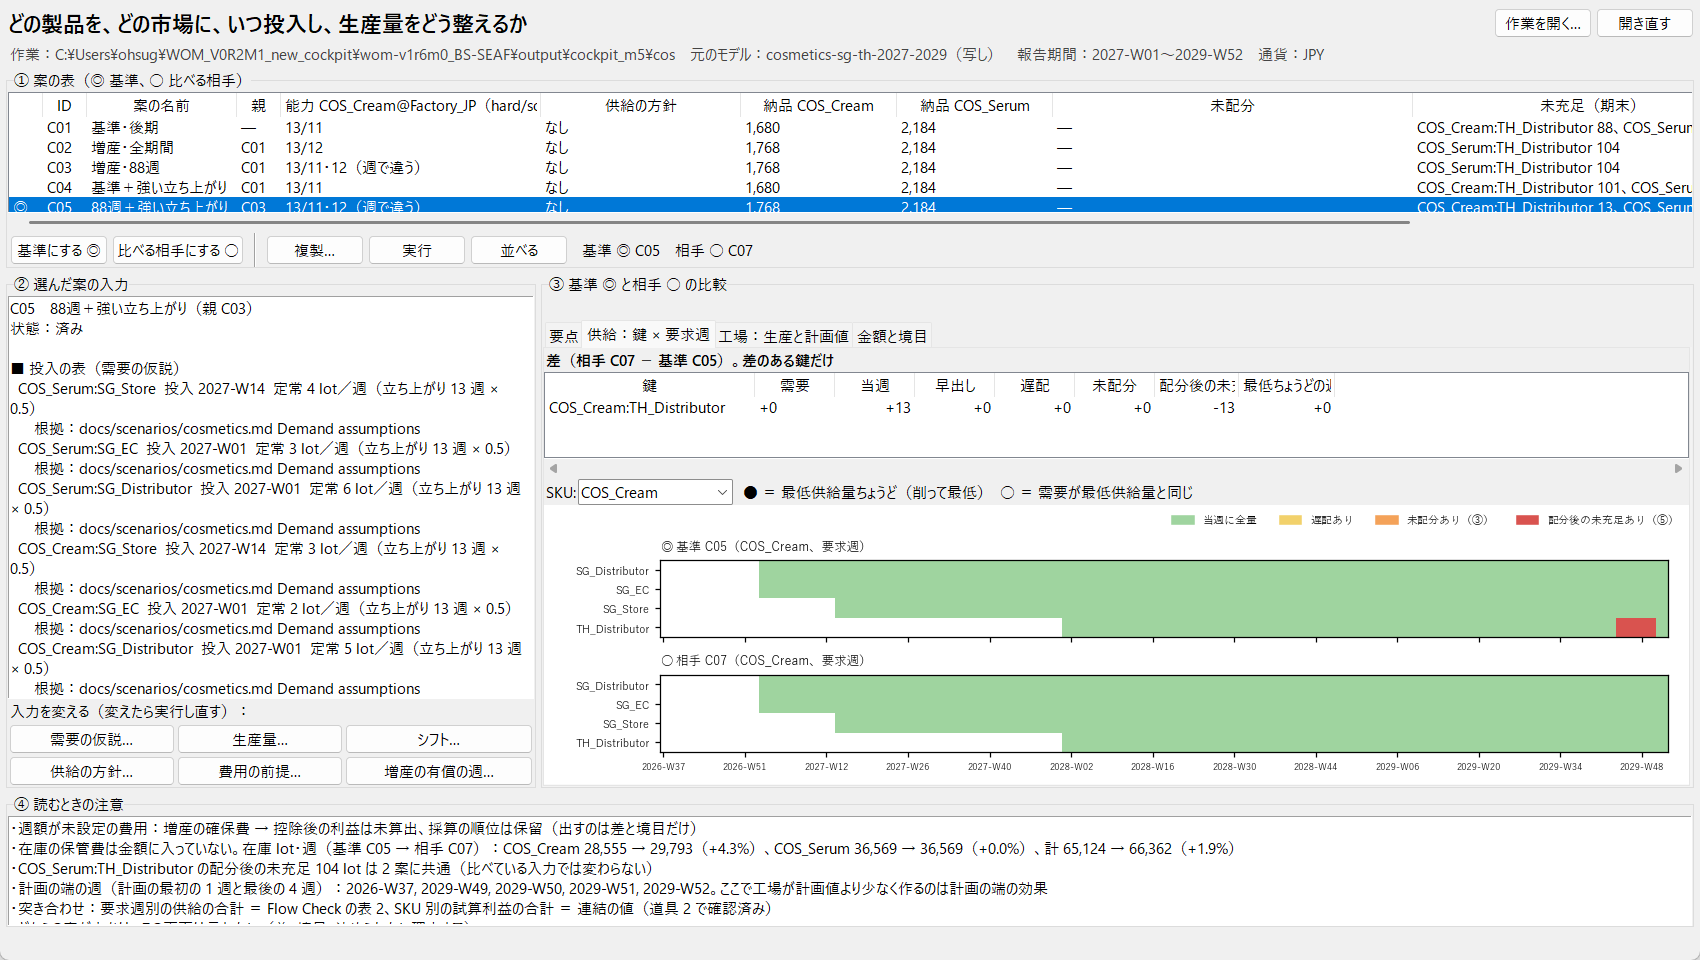 どの製品を、どの市場に、いつ投入し、生産量をどう整えるか
作業を開く... 開き直す
作業：C:¥Users¥ohsug¥WOM_V0R2M1_new_cockpit¥wom-v1r6m0_BS-SEAF¥output¥cockpit_m5¥cos 元のモデル：cosmetics-sg-th-2027-2029（写し） 報告期間：2027-W01～2029-W52 通貨：JPY
① 案の表（◎ 基準、○ 比べる相手）
ID 案の名前 親 能力 COS_Cream@Factory_JP（hard/sc 供給の方針 納品 COS_Cream 納品 COS_Serum 未配分 未充足（期末）
C01 基準・後期 — 13/11 なし 1,680 2,184 — COS_Cream:TH_Distributor 88、COS_Serum
C02 増産・全期間 C01 13/12 なし 1,768 2,184 — COS_Serum:TH_Distributor 104
C03 増産・88週 C01 13/11・12（週で違う） なし 1,768 2,184 — COS_Serum:TH_Distributor 104
C04 基準＋強い立ち上がり C01 13/11 なし 1,680 2,184 — COS_Cream:TH_Distributor 101、COS_Seru
◎ C05 88週＋強い立ち上がり C03 13/11・12（週で違う） なし 1,768 2,184 — COS_Cream:TH_Distributor 13、COS_Serum
基準にする ◎ 比べる相手にする ○ 複製... 実行 並べる 基準 ◎ C05 相手 ○ C07
② 選んだ案の入力
C05 88週＋強い立ち上がり（親 C03）
状態：済み
■ 投入の表（需要の仮説）
COS_Serum:SG_Store 投入 2027-W14 定常 4 lot／週（立ち上がり 13 週 ×
0.5）
根拠：docs/scenarios/cosmetics.md Demand assumptions
COS_Serum:SG_EC 投入 2027-W01 定常 3 lot／週（立ち上がり 13 週 × 0.5）
根拠：docs/scenarios/cosmetics.md Demand assumptions
COS_Serum:SG_Distributor 投入 2027-W01 定常 6 lot／週（立ち上がり 13 週
× 0.5）
根拠：docs/scenarios/cosmetics.md Demand assumptions
COS_Cream:SG_Store 投入 2027-W14 定常 3 lot／週（立ち上がり 13 週 ×
0.5）
根拠：docs/scenarios/cosmetics.md Demand assumptions
COS_Cream:SG_EC 投入 2027-W01 定常 2 lot／週（立ち上がり 13 週 × 0.5）
根拠：docs/scenarios/cosmetics.md Demand assumptions
COS_Cream:SG_Distributor 投入 2027-W01 定常 5 lot／週（立ち上がり 13 週
× 0.5）
根拠：docs/scenarios/cosmetics.md Demand assumptions
入力を変える（変えたら実行し直す）：
需要の仮説... 生産量... シフト...
供給の方針... 費用の前提... 増産の有償の週...
③ 基準 ◎ と相手 ○ の比較
要点 供給：鍵 × 要求週 工場：生産と計画値 金額と境目
差（相手 C07 － 基準 C05）。差のある鍵だけ
鍵 需要 当週 早出し 遅配 未配分 配分後の未 最低ちょうどの
COS_Cream:TH_Distributor +0 +13 +0 +0 +0 -13 +0
SKU: COS_Cream ● ＝ 最低供給量ちょうど（削って最低） ○ ＝ 需要が最低供給量と同じ
当週に全量 遅配あり 未配分あり（③） 配分後の未充足あり（⑤）
◎ 基準 C05（COS_Cream、要求週）
SG_Distributor
SG_EC
SG_Store
TH_Distributor
○ 相手 C07（COS_Cream、要求週）
SG_Distributor
SG_EC
SG_Store
TH_Distributor
2026-W37 2026-W51 2027-W12 2027-W26 2027-W40 2028-W02 2028-W16 2028-W30 2028-W44 2029-W06 2029-W20 2029-W34 2029-W48
④ 読むときの注意
・週額が未設定の費用：増産の確保費 → 控除後の利益は未算出、採算の順位は保留（出すのは差と境目だけ）
・在庫の保管費は金額に入っていない。在庫 lot・週（基準 C05 → 相手 C07）：COS_Cream 28,555 → 29,793（+4.3%）、COS_Serum 36,569 → 36,569（+0.0%）、計 65,124 → 66,362（+1.9%）
・COS_Serum:TH_Distributor の配分後の未充足 104 lot は 2 案に共通（比べている入力では変わらない）
・計画の端の週（計画の最初の 1 週と最後の 4 週）：2026-W37, 2029-W49, 2029-W50, 2029-W51, 2029-W52。ここで工場が計画値より少なく作るのは計画の端の効果
・突き合わせ：要求週別の供給の合計 ＝ Flow Check の表 2、SKU 別の試算利益の合計 ＝ 連結の値（道具 2 で確認済み）